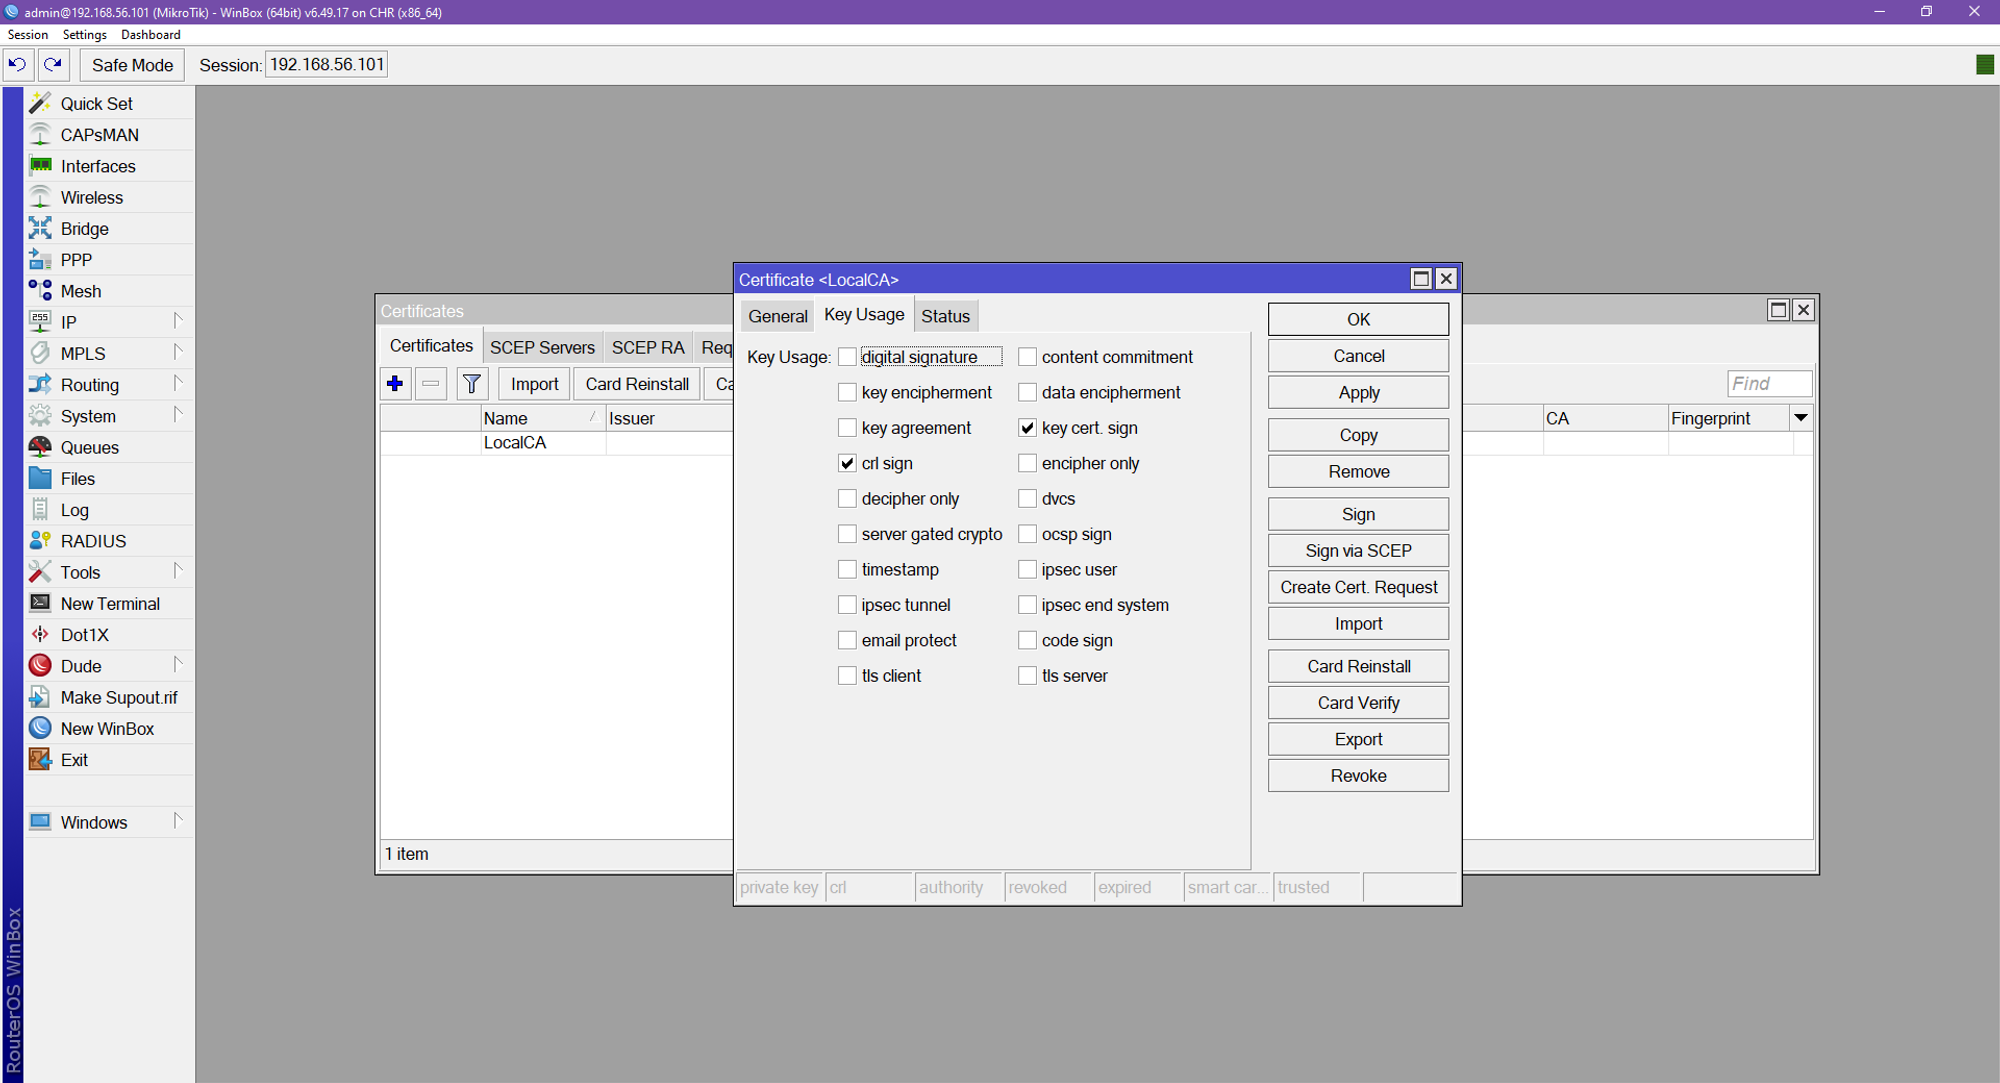 admin@192.168.56.101 (MikroTik) - WinBox (64bit) v6.49.17 on CHR (x86_64)
Session Settings Dashboard
Safe Mode Session: 192.168.56.101
Quick Set
CAPsMAN
Interfaces
Wireless
Bridge
PPP
Mesh
255
IP
MPLS
Routing
System
Queues
Files
Log
RADIUS
Tools
New Terminal
Dot1X
Dude
Make Supout.rif
New WinBox
Exit
Windows
RouterOS WinBox
Certificates
Certificates SCEP Servers SCEP RA Req
Import Card Reinstall Ca
Find
Name Issuer CA Fingerprint
LocalCA
1 item
Certificate <LocalCA>
General Key Usage Status
Key Usage: digital signature content commitment
key encipherment data encipherment
key agreement key cert. sign
crl sign encipher only
decipher only dvcs
server gated crypto ocsp sign
timestamp ipsec user
ipsec tunnel ipsec end system
email protect code sign
tls client tls server
OK
Cancel
Apply
Copy
Remove
Sign
Sign via SCEP
Create Cert. Request
Import
Card Reinstall
Card Verify
Export
Revoke
private key crl authority revoked expired smart car... trusted